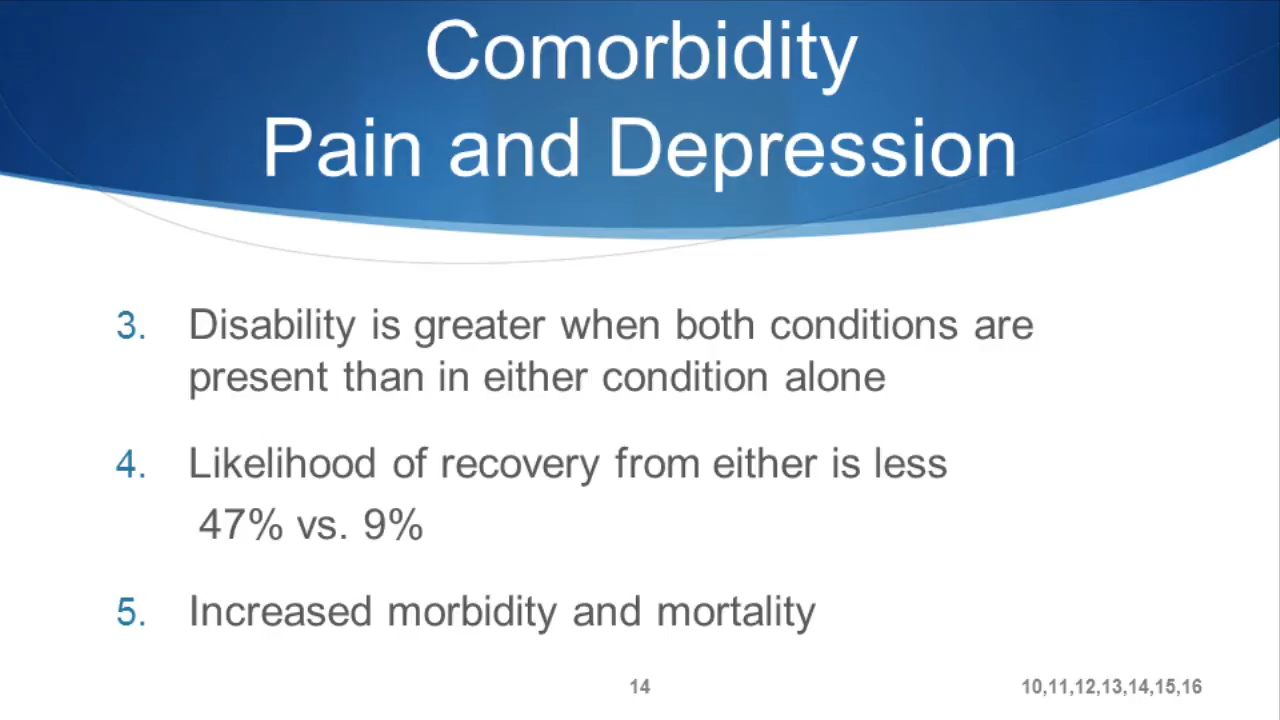 Comorbidity
Pain and Depression
3. Disability is greater when both conditions are
present than in either condition alone
4. Likelihood of recovery from either is less
47% vs. 9%
5. Increased morbidity and mortality
14
10,11,12,13,14,15,16